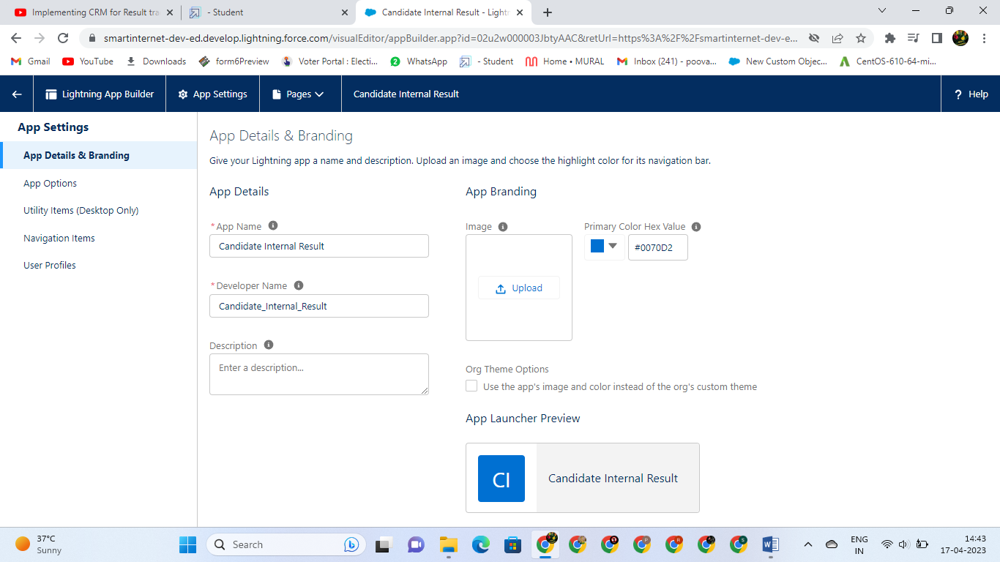 Implementing CRM for Result tra
- Student
Candidate Internal Result - Lightn
smartinternet-dev-ed.develop.lightning.force.com/visualEditor/appBuilder.app?id=02u2w000003JbtyAAC&retUrl=https%3A%2F%2Fsmartinternet-dev-e...
Gmail
YouTube
Downloads
form6Preview
Voter Portal : Electi...
2
WhatsApp
- Student
Home • MURAL
Inbox (241) - poova...
New Custom Objec...
CentOS-610-64-mi...
Lightning App Builder
App Settings
Pages
Candidate Internal Result
? Help
App Settings
App Details & Branding
App Options
Utility Items (Desktop Only)
Navigation Items
User Profiles
App Details & Branding
Give your Lightning app a name and description. Upload an image and choose the highlight color for its navigation bar.
App Details
* App Name
Candidate Internal Result
* Developer Name
Candidate_Internal_Result
Description
Enter a description...
App Branding
Image
Upload
Primary Color Hex Value
#0070D2
Org Theme Options
Use the app's image and color instead of the org's custom theme
App Launcher Preview
CI
Candidate Internal Result
37°C
Sunny
Search
ENG
IN
14:43
17-04-2023